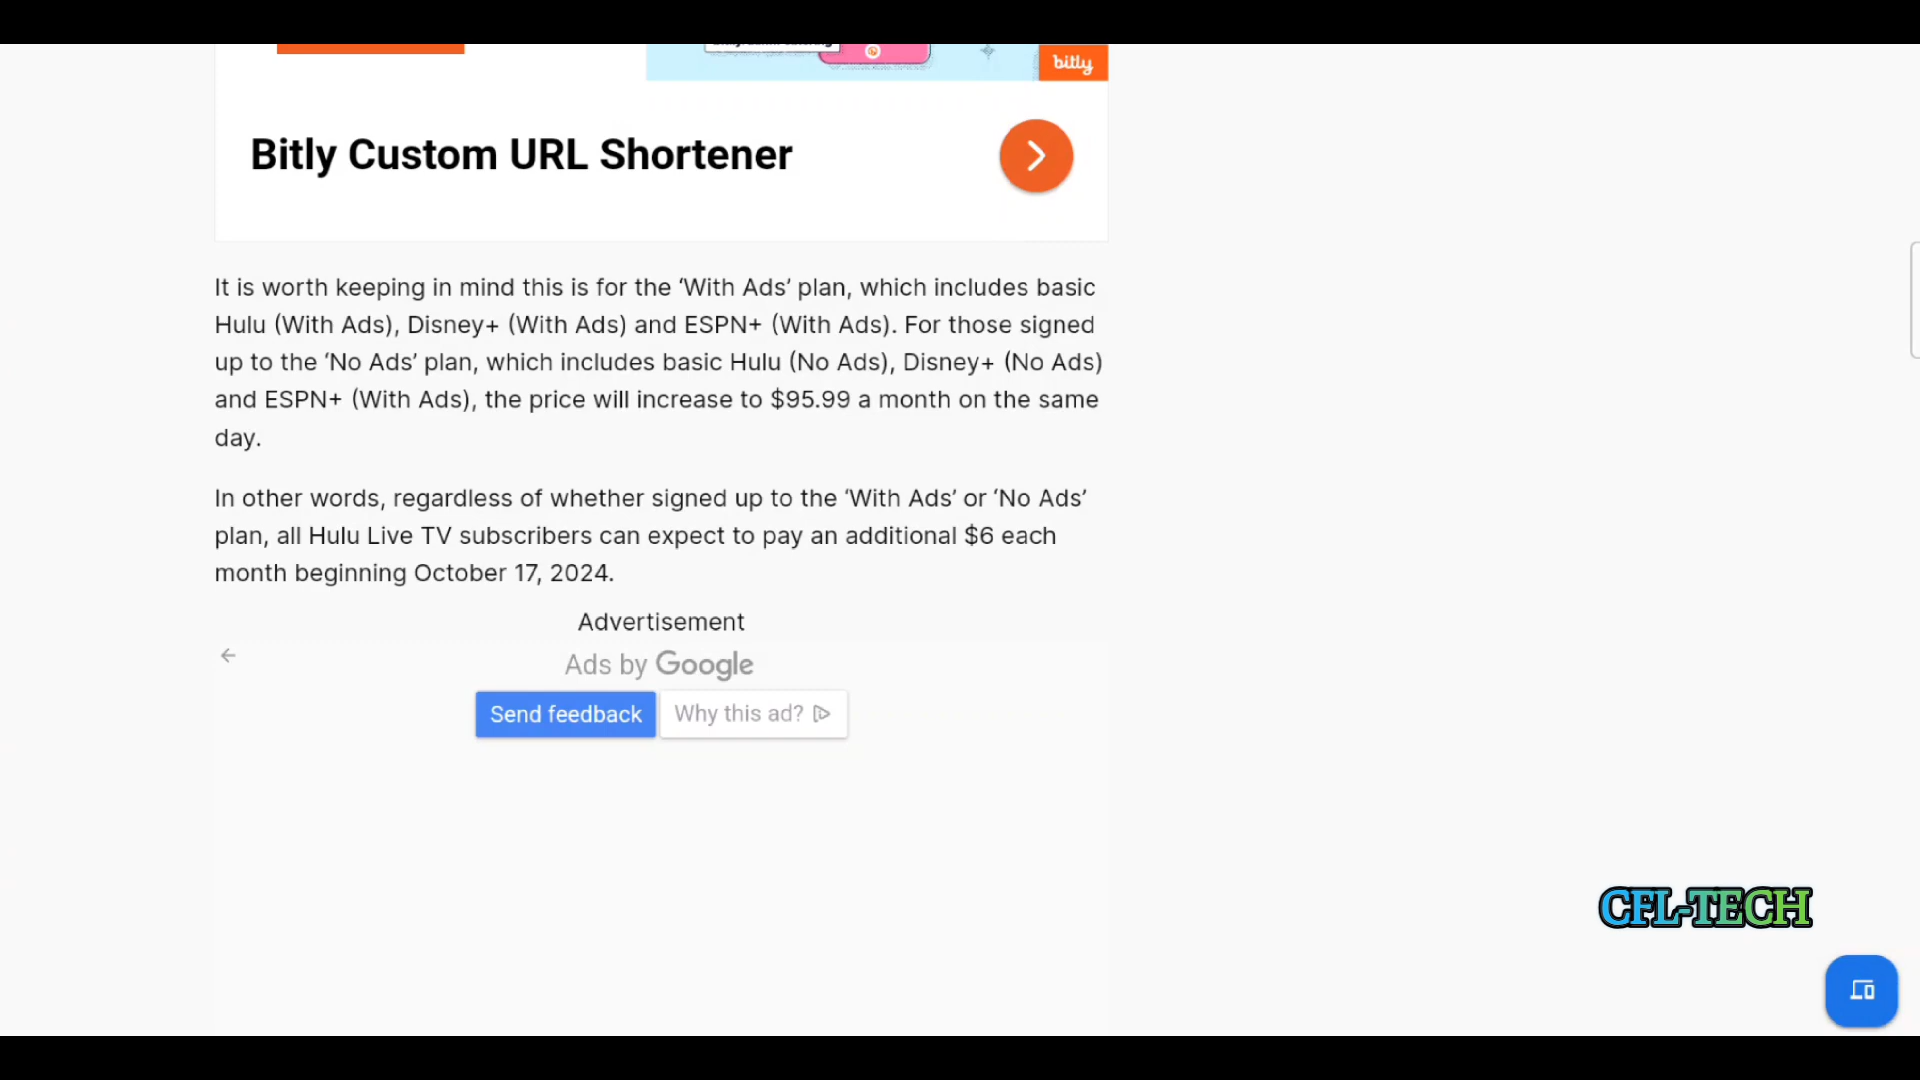 bitly
Bitly Custom URL Shortener
It is worth keeping in mind this is for the ‘With Ads’ plan, which includes basic
Hulu (With Ads), Disney+ (With Ads) and ESPN+ (With Ads). For those signed
up to the ‘No Ads’ plan, which includes basic Hulu (No Ads), Disney+ (No Ads)
and ESPN+ (With Ads), the price will increase to $95.99 a month on the same
day.
In other words, regardless of whether signed up to the ‘With Ads’ or ‘No Ads’
plan, all Hulu Live TV subscribers can expect to pay an additional $6 each
month beginning October 17, 2024.
Advertisement
Ads by Google
Send feedback
Why this ad?
CFL-TECH